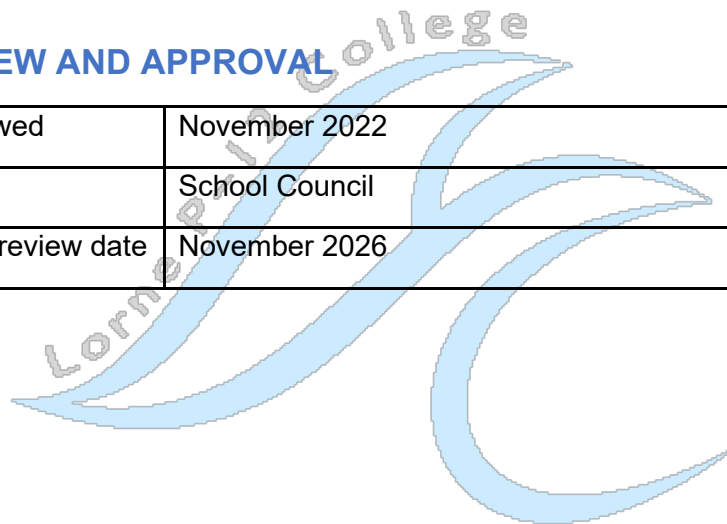 EW AND APPROVAL
wed November 2022
School Council
review date November 2026
Lorne P-12 College